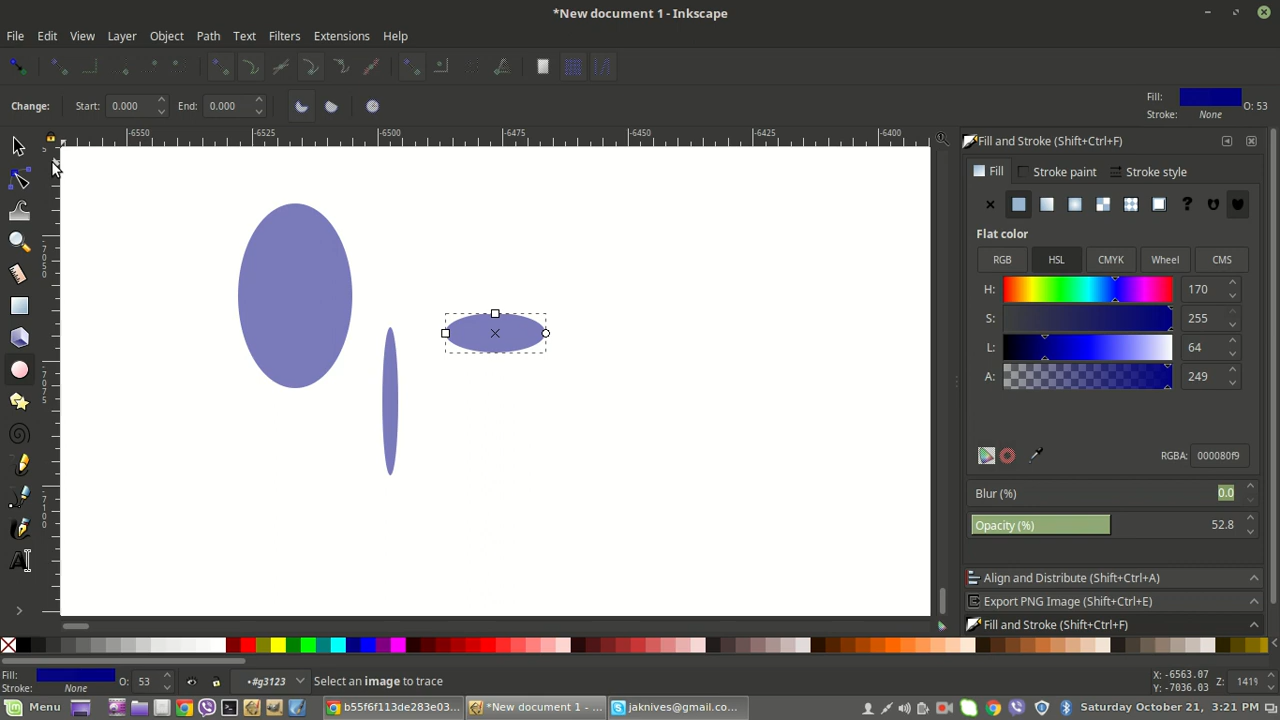 *New document 1 - Inkscape
File Edit View Layer Object Path Text Filters Extensions Help
Change: Start: 0.000 End: 0.000
Fill:
O: 53
Stroke: None
-6550 -6525 -6500 -6475 -6450 -6425 -6400
Fill and Stroke (Shift+Ctrl+F)
Fill Stroke paint Stroke style
Flat color
RGB HSL CMYK Wheel CMS
H: 170
S: 255
L: 64
A: 249
RGBA: 000080f9
Blur (%) 0.0
Opacity (%) 52.8
Align and Distribute (Shift+Ctrl+A)
Export PNG Image (Shift+Ctrl+E)
Fill and Stroke (Shift+Ctrl+F)
Fill:
Stroke: None
O: 53
•#g3123
Select an image to trace
X: -6563.07
Y: -7036.03
Menu
b55f6f113de283e03...
*New document 1 - ...
jaknives@gmail.co...
Saturday October 21, 3:21 PM